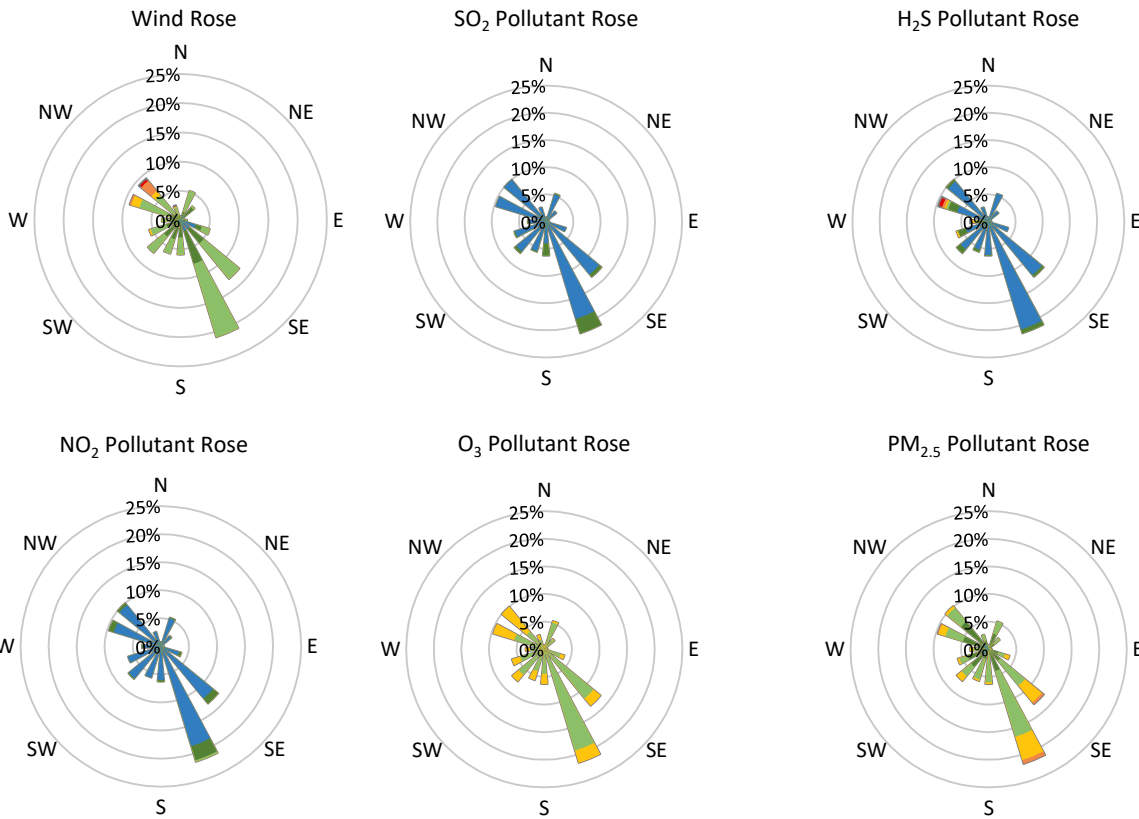 Wind Rose
N
25%
20%
15%
10%
5%
0%
NW
NE
W
E
SW
SE
S
SO₂ Pollutant Rose
N
25%
20%
15%
10%
5%
0%
NW
NE
W
E
SW
SE
S
H₂S Pollutant Rose
N
25%
20%
15%
10%
5%
0%
NW
NE
W
E
SW
SE
S
NO₂ Pollutant Rose
N
25%
20%
15%
10%
5%
0%
NW
NE
W
E
SW
SE
S
O₃ Pollutant Rose
N
25%
20%
15%
10%
5%
0%
NW
NE
W
E
SW
SE
S
PM₂.₅ Pollutant Rose
N
25%
20%
15%
10%
5%
0%
NW
NE
W
E
SW
SE
S